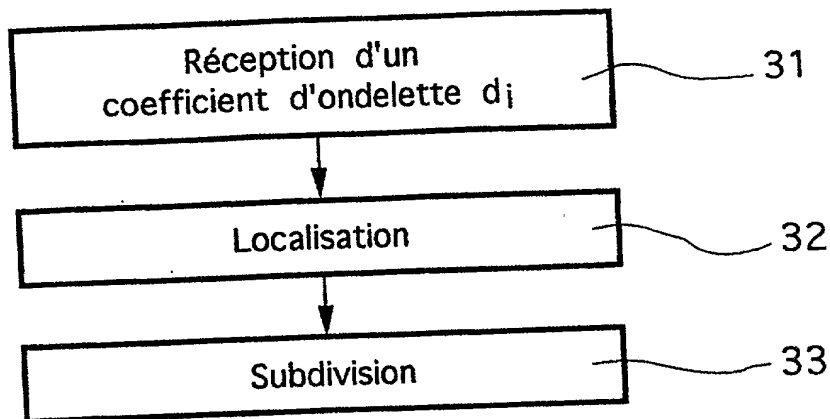 Réception d'un
coefficient d'ondelette di
31
Localisation
32
Subdivision
33